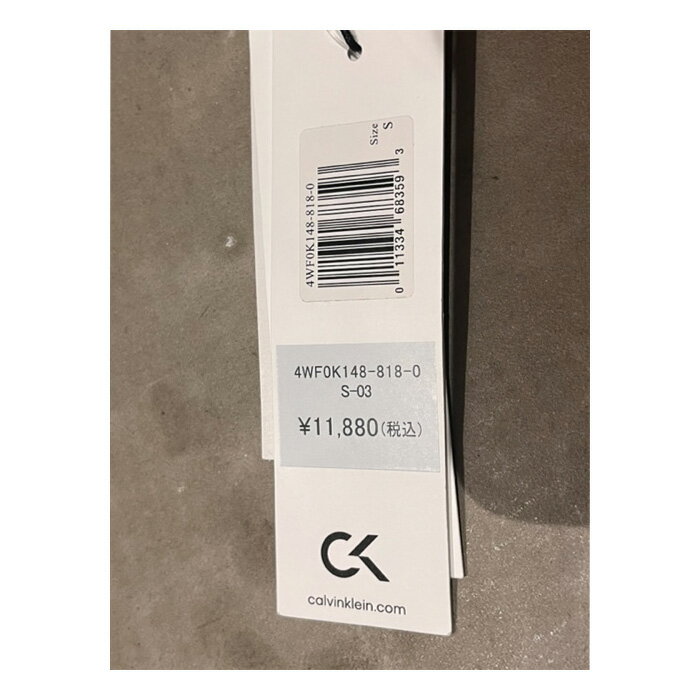 Size
S
4WF0K148-818-0
0 11334 68359 3
4WF0K148-818-0
S-03
¥11,880(税込)
CK
calvinklein.com